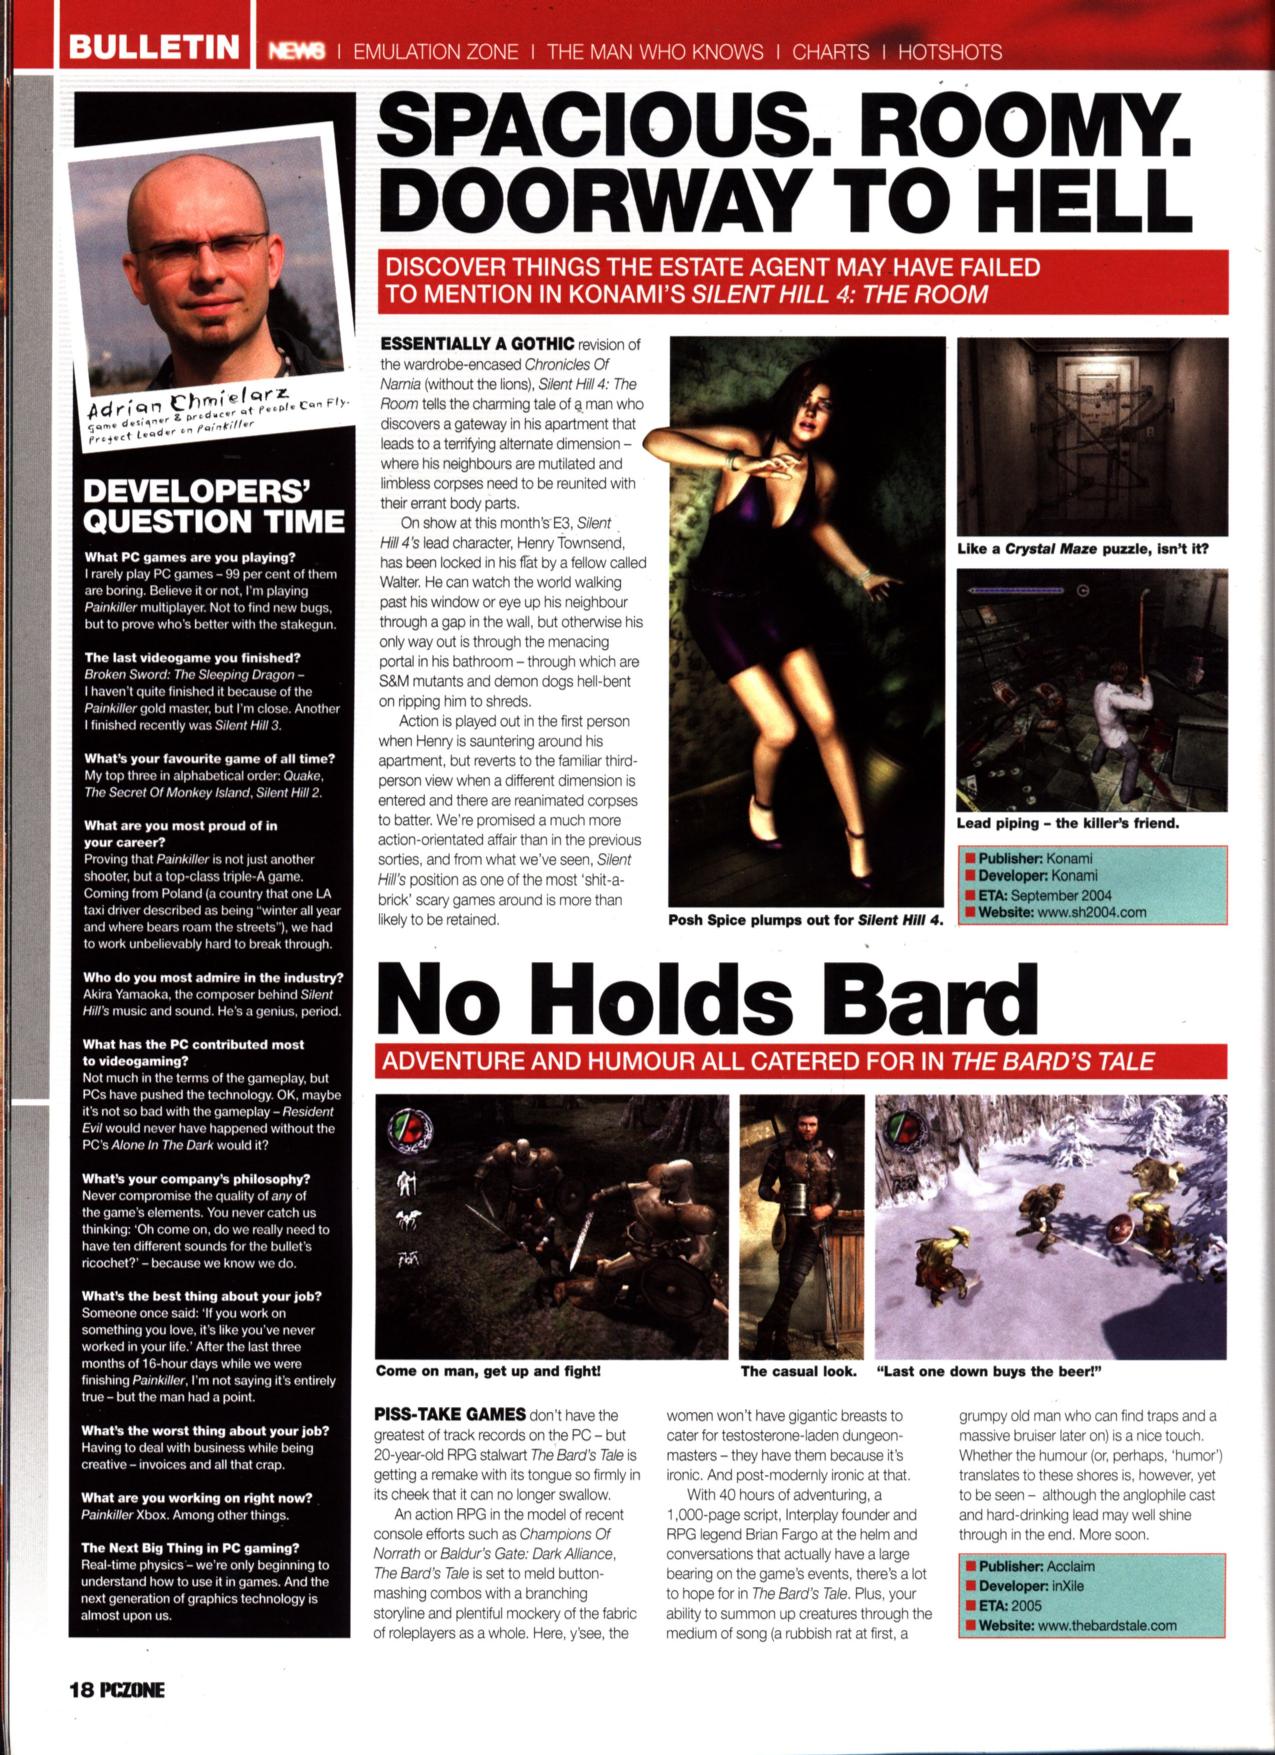 BULLETIN
NEWS | EMULATION ZONE | THE MAN WHO KNOWS | CHARTS | HOTSHOTS
Adrian Chmielarz
game designer & producer at People Can Fly.
Project Leader on Painkiller
DEVELOPERS'
QUESTION TIME
What PC games are you playing?
I rarely play PC games – 99 per cent of them
are boring. Believe it or not, I'm playing
Painkiller multiplayer. Not to find new bugs,
but to prove who's better with the stakegun.
The last videogame you finished?
Broken Sword: The Sleeping Dragon –
I haven't quite finished it because of the
Painkiller gold master, but I'm close. Another
I finished recently was Silent Hill 3.
What's your favourite game of all time?
My top three in alphabetical order: Quake,
The Secret Of Monkey Island, Silent Hill 2.
What are you most proud of in
your career?
Proving that Painkiller is not just another
shooter, but a top-class triple-A game.
Coming from Poland (a country that one LA
taxi driver described as being "winter all year
and where bears roam the streets"), we had
to work unbelievably hard to break through.
Who do you most admire in the industry?
Akira Yamaoka, the composer behind Silent
Hill's music and sound. He's a genius, period.
What has the PC contributed most
to videogaming?
Not much in the terms of the gameplay, but
PCs have pushed the technology. OK, maybe
it's not so bad with the gameplay – Resident
Evil would never have happened without the
PC's Alone In The Dark would it?
What's your company's philosophy?
Never compromise the quality of any of
the game's elements. You never catch us
thinking: 'Oh come on, do we really need to
have ten different sounds for the bullet's
ricochet?' – because we know we do.
What's the best thing about your job?
Someone once said: 'If you work on
something you love, it's like you've never
worked in your life.' After the last three
months of 16-hour days while we were
finishing Painkiller, I'm not saying it's entirely
true – but the man had a point.
What's the worst thing about your job?
Having to deal with business while being
creative – invoices and all that crap.
What are you working on right now?
Painkiller Xbox. Among other things.
The Next Big Thing in PC gaming?
Real-time physics – we're only beginning to
understand how to use it in games. And the
next generation of graphics technology is
almost upon us.
SPACIOUS. ROOMY.
DOORWAY TO HELL
DISCOVER THINGS THE ESTATE AGENT MAY HAVE FAILED
TO MENTION IN KONAMI'S SILENT HILL 4: THE ROOM
ESSENTIALLY A GOTHIC revision of
the wardrobe-encased Chronicles Of
Narnia (without the lions), Silent Hill 4: The
Room tells the charming tale of a man who
discovers a gateway in his apartment that
leads to a terrifying alternate dimension –
where his neighbours are mutilated and
limbless corpses need to be reunited with
their errant body parts.
On show at this month's E3, Silent
Hill 4's lead character, Henry Townsend,
has been locked in his flat by a fellow called
Walter. He can watch the world walking
past his window or eye up his neighbour
through a gap in the wall, but otherwise his
only way out is through the menacing
portal in his bathroom – through which are
S&M mutants and demon dogs hell-bent
on ripping him to shreds.
Action is played out in the first person
when Henry is sauntering around his
apartment, but reverts to the familiar third-
person view when a different dimension is
entered and there are reanimated corpses
to batter. We're promised a much more
action-orientated affair than in the previous
sorties, and from what we've seen, Silent
Hill's position as one of the most 'shit-a-
brick' scary games around is more than
likely to be retained.
Posh Spice plumps out for Silent Hill 4.
Like a Crystal Maze puzzle, isn't it?
Lead piping – the killer's friend.
Publisher: Konami
Developer: Konami
ETA: September 2004
Website: www.sh2004.com
No Holds Bard
ADVENTURE AND HUMOUR ALL CATERED FOR IN THE BARD'S TALE
Come on man, get up and fight!
The casual look.
"Last one down buys the beer!"
PISS-TAKE GAMES don't have the
greatest of track records on the PC – but
20-year-old RPG stalwart The Bard's Tale is
getting a remake with its tongue so firmly in
its cheek that it can no longer swallow.
An action RPG in the model of recent
console efforts such as Champions Of
Norrath or Baldur's Gate: Dark Alliance,
The Bard's Tale is set to meld button-
mashing combos with a branching
storyline and plentiful mockery of the fabric
of roleplayers as a whole. Here, y'see, the
women won't have gigantic breasts to
cater for testosterone-laden dungeon-
masters – they have them because it's
ironic. And post-modernly ironic at that.
With 40 hours of adventuring, a
1,000-page script, Interplay founder and
RPG legend Brian Fargo at the helm and
conversations that actually have a large
bearing on the game's events, there's a lot
to hope for in The Bard's Tale. Plus, your
ability to summon up creatures through the
medium of song (a rubbish rat at first, a
grumpy old man who can find traps and a
massive bruiser later on) is a nice touch.
Whether the humour (or, perhaps, 'humor')
translates to these shores is, however, yet
to be seen – although the anglophile cast
and hard-drinking lead may well shine
through in the end. More soon.
Publisher: Acclaim
Developer: inXile
ETA: 2005
Website: www.thebardstale.com
18 PCZONE